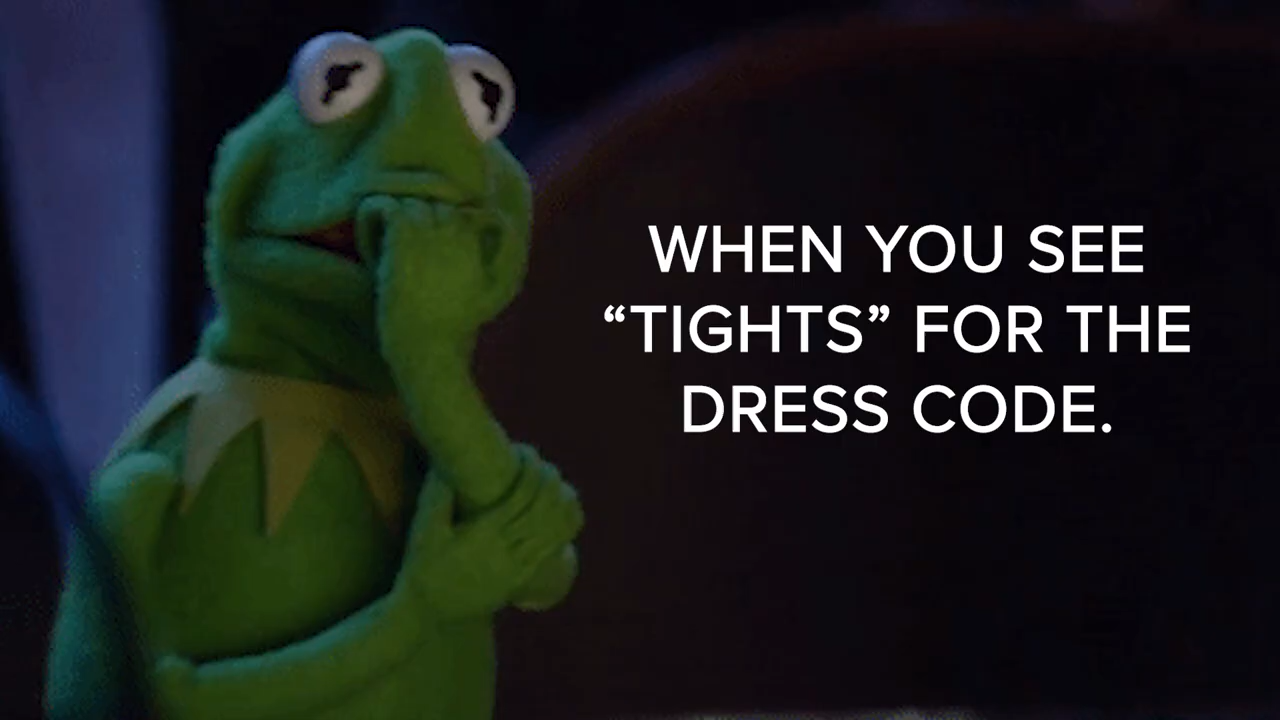 WHEN YOU SEE
“TIGHTS” FOR THE
DRESS CODE.